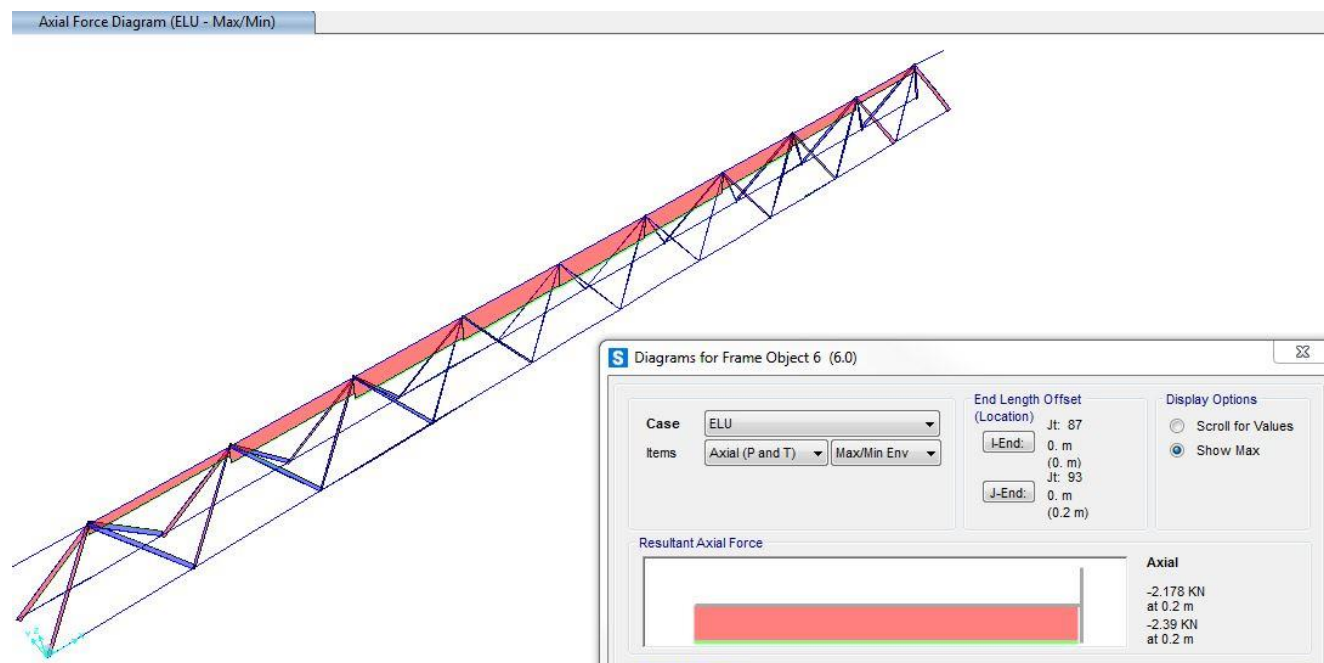 Axial Force Diagram (ELU - Max/Min)
S Diagrams for Frame Object 6 (6.0)
Case ELU
Items Axial (P and T) Max/Min Env
End Length Offset
(Location)
Jt: 87
I-End: 0. m
(0. m)
Jt: 93
J-End: 0. m
(0.2 m)
Display Options
Scroll for Values
Show Max
Resultant Axial Force
Axial
-2.178 KN
at 0.2 m
-2.39 KN
at 0.2 m